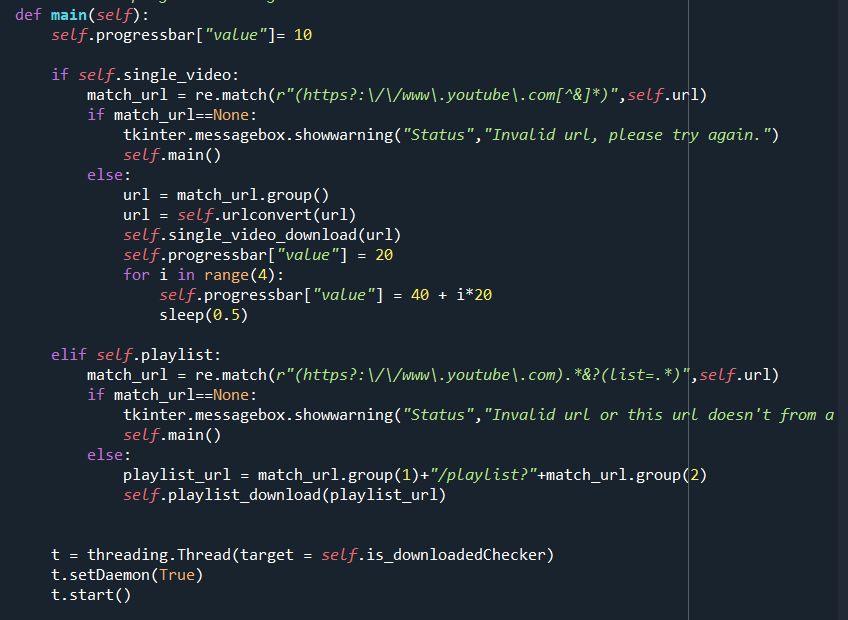 def main(self):
    self.progressbar["value"]= 10

    if self.single_video:
        match_url = re.match(r"(https?:\/\/www\.youtube\.com[^&]*)",self.url)
        if match_url==None:
            tkinter.messagebox.showwarning("Status","Invalid url, please try again.")
            self.main()
        else:
            url = match_url.group()
            url = self.urlconvert(url)
            self.single_video_download(url)
            self.progressbar["value"] = 20
            for i in range(4):
                self.progressbar["value"] = 40 + i*20
                sleep(0.5)

    elif self.playlist:
        match_url = re.match(r"(https?:\/\/www\.youtube\.com).*&?(list=.*)",self.url)
        if match_url==None:
            tkinter.messagebox.showwarning("Status","Invalid url or this url doesn't from a
            self.main()
        else:
            playlist_url = match_url.group(1)+"/playlist?"+match_url.group(2)
            self.playlist_download(playlist_url)


    t = threading.Thread(target = self.is_downloadedChecker)
    t.setDaemon(True)
    t.start()